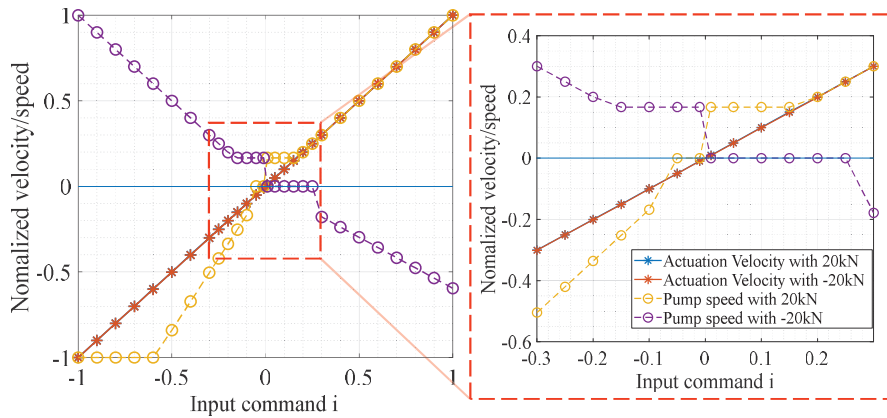 Nomalized velocity/speed
1
0.5
0
-0.5
-1
-1
-0.5
0
0.5
1
Input command i
Nomalized velocity/speed
0.4
0.2
0
-0.2
-0.4
-0.6
-0.3
-0.2
-0.1
0
0.1
0.2
Input command i
Actuation Velocity with 20kN
Actuation Velocity with -20kN
Pump speed with 20kN
Pump speed with -20kN